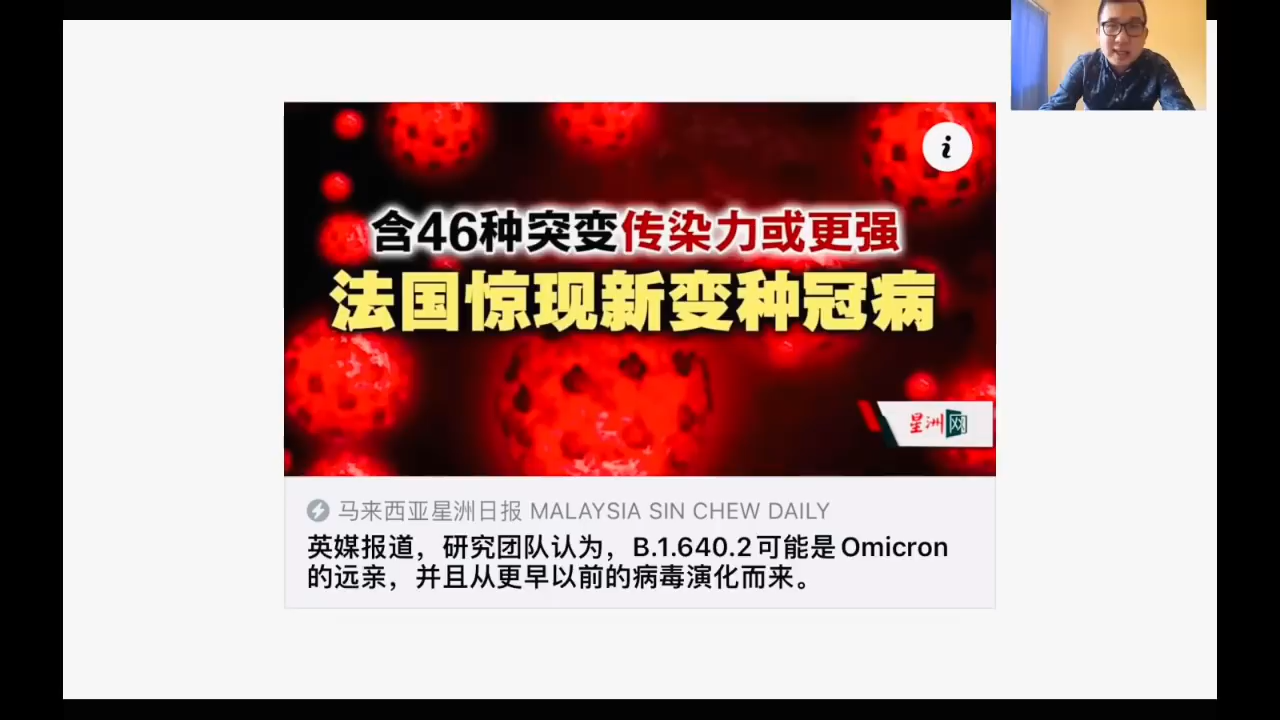 含46种突变传染力或更强
法国惊现新变种冠病
星洲网
马来西亚星洲日报 MALAYSIA SIN CHEW DAILY
英媒报道，研究团队认为，B.1.640.2可能是Omicron
的远亲，并且从更早以前的病毒演化而来。